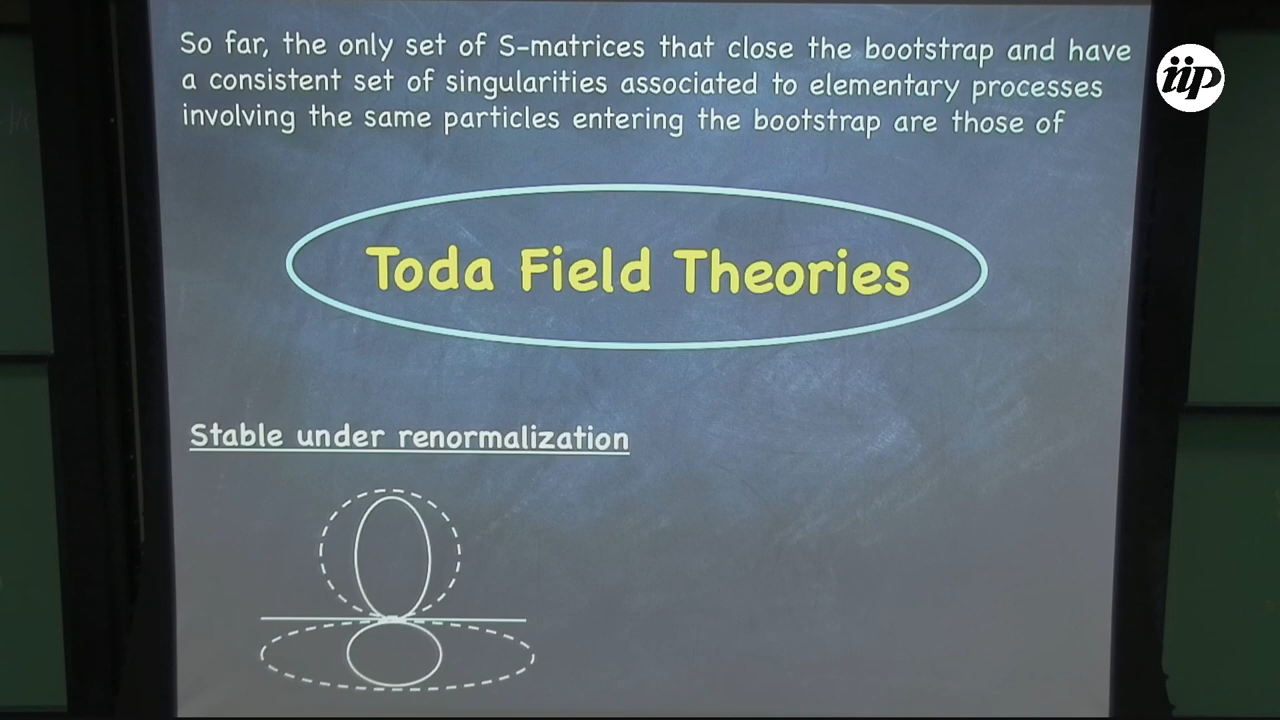 So far, the only set of S-matrices that close the bootstrap and have
a consistent set of singularities associated to elementary processes
involving the same particles entering the bootstrap are those of
iip
Toda Field Theories
Stable under renormalization